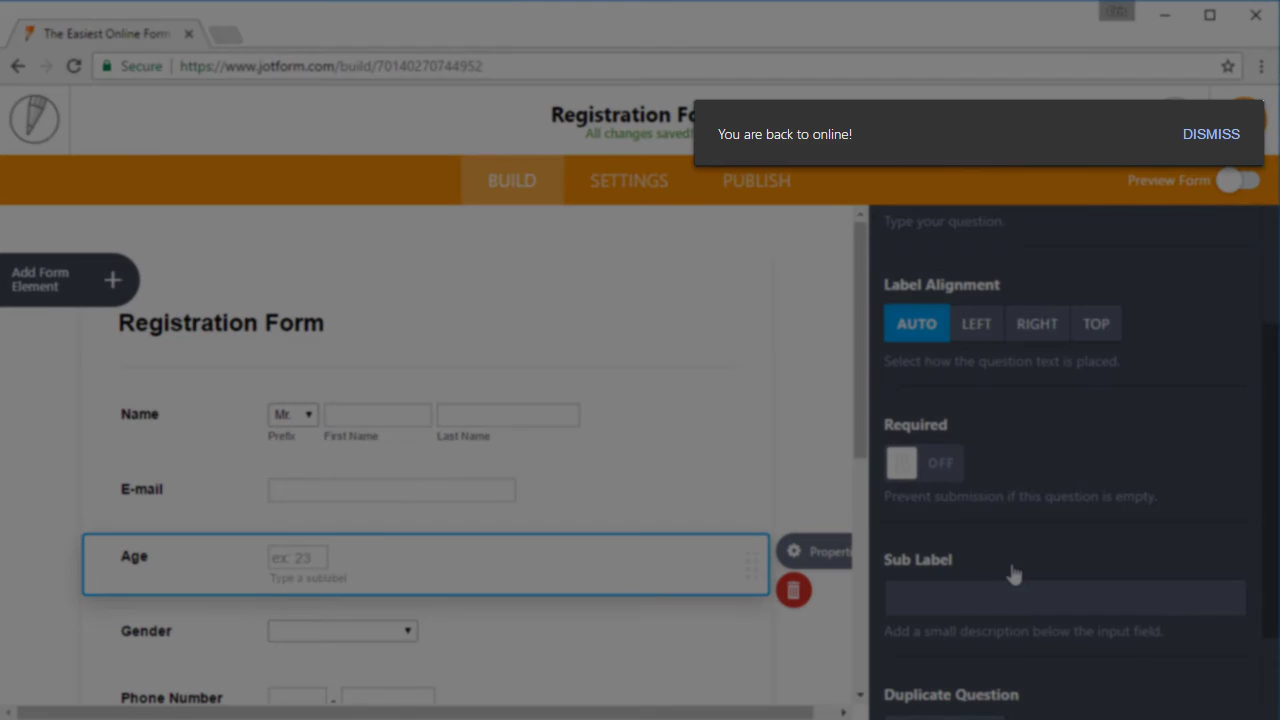 The Easiest Online Form
Secure
https://www.jotform.com/build/70140270744952
Registration Fo
All changes saved!
You are back to online!
DISMISS
BUILD
SETTINGS
PUBLISH
Preview Form
Type your question.
Add Form
Element
Label Alignment
AUTO
LEFT
RIGHT
TOP
Select how the question text is placed.
Registration Form
Name
Mr.
Prefix
First Name
Last Name
Required
OFF
Prevent submission if this question is empty.
E-mail
Age
ex: 23
Type a sublabel
Properti
Sub Label
Add a small description below the input field.
Gender
Phone Number
-
Duplicate Question